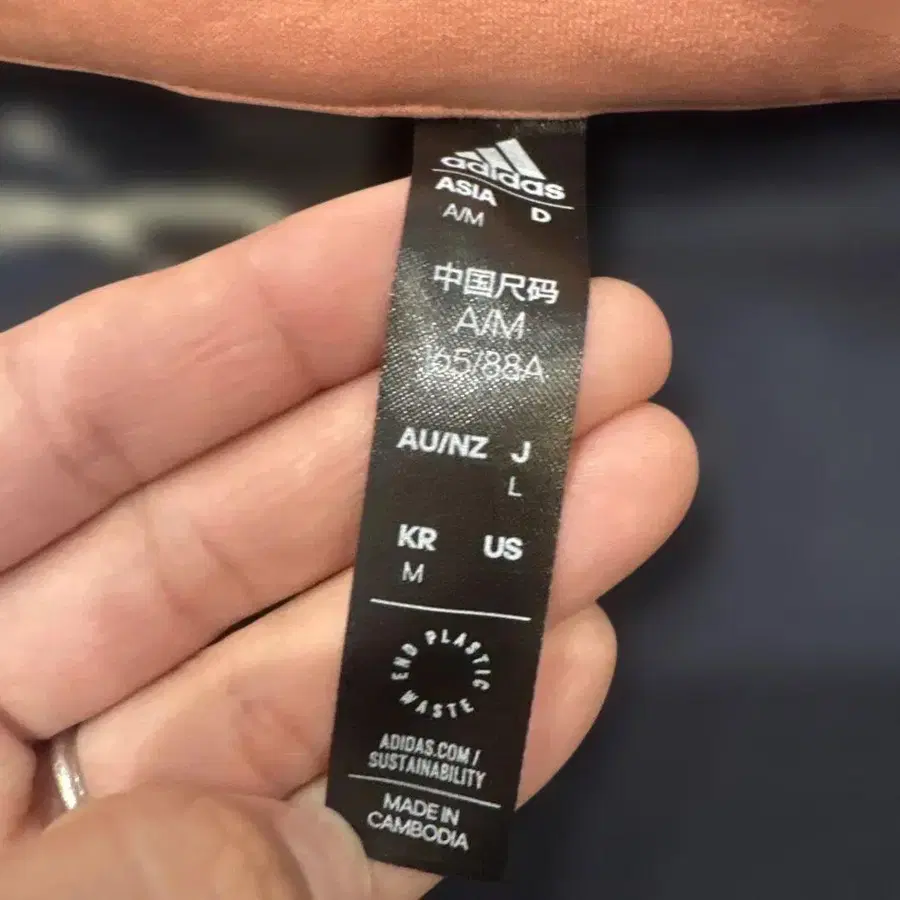 adidas
ASIA D
A/M
中国尺码
A/M
165/88A
AU/NZ J
L
KR US
M
END PLASTIC WASTE
ADIDAS.COM/
SUSTAINABILITY
MADE IN
CAMBODIA